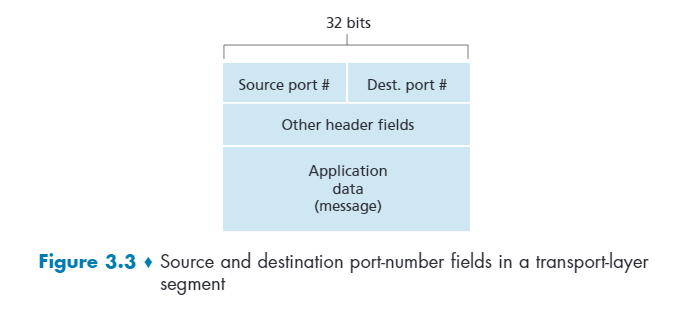 32 bits
Source port #
Dest. port #
Other header fields
Application
data
(message)
Figure 3.3 ♦ Source and destination port-number fields in a transport-layer
segment